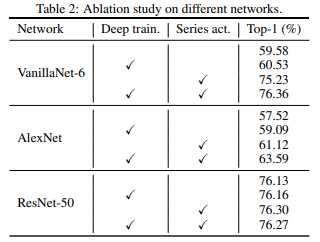 Table 2: Ablation study on different networks.
Network Deep train. Series act. Top-1 (%)
VanillaNet-6
59.58
✓ 60.53
✓ 75.23
✓ ✓ 76.36
AlexNet
57.52
✓ 59.09
✓ 61.12
✓ ✓ 63.59
ResNet-50
76.13
✓ 76.16
✓ 76.30
✓ ✓ 76.27